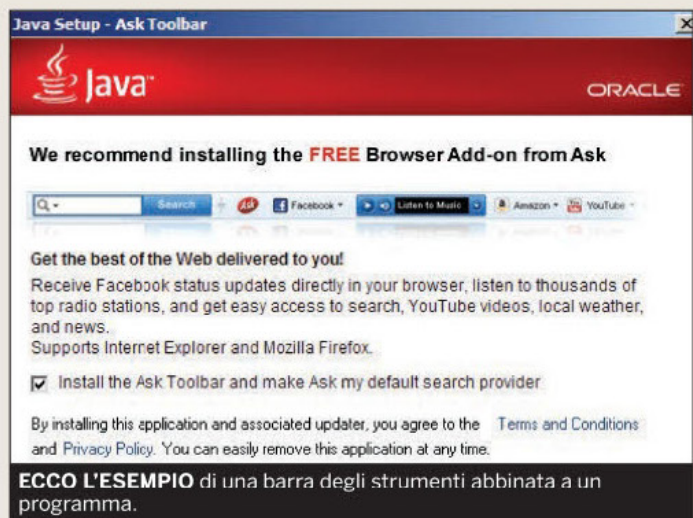 Java Setup - Ask Toolbar
Java™
ORACLE
We recommend installing the FREE Browser Add-on from Ask
Search
Ask
Facebook
Listen to Music
Amazon
YouTube
Get the best of the Web delivered to you!
Receive Facebook status updates directly in your browser, listen to thousands of
top radio stations, and get easy access to search, YouTube videos, local weather,
and news.
Supports Internet Explorer and Mozilla Firefox.
Install the Ask Toolbar and make Ask my default search provider
By installing this application and associated updater, you agree to the Terms and Conditions
and Privacy Policy. You can easily remove this application at any time.
ECCO L'ESEMPIO di una barra degli strumenti abbinata a un
programma.